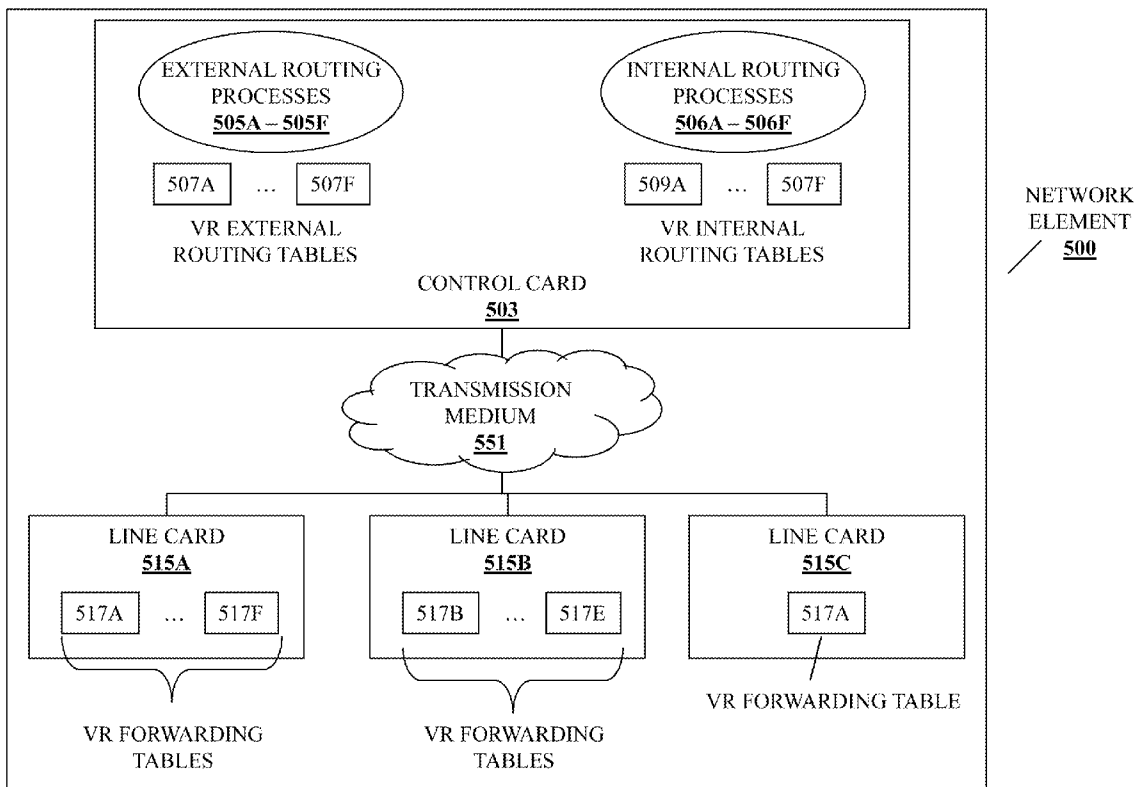 EXTERNAL ROUTING
PROCESSES
505A – 505F
INTERNAL ROUTING
PROCESSES
506A – 506F
507A … 507F
509A … 507F
VR EXTERNAL
ROUTING TABLES
VR INTERNAL
ROUTING TABLES
CONTROL CARD
503
NETWORK
ELEMENT
500
TRANSMISSION
MEDIUM
551
LINE CARD
515A
517A … 517F
VR FORWARDING
TABLES
LINE CARD
515B
517B … 517E
VR FORWARDING
TABLES
LINE CARD
515C
517A
VR FORWARDING TABLE